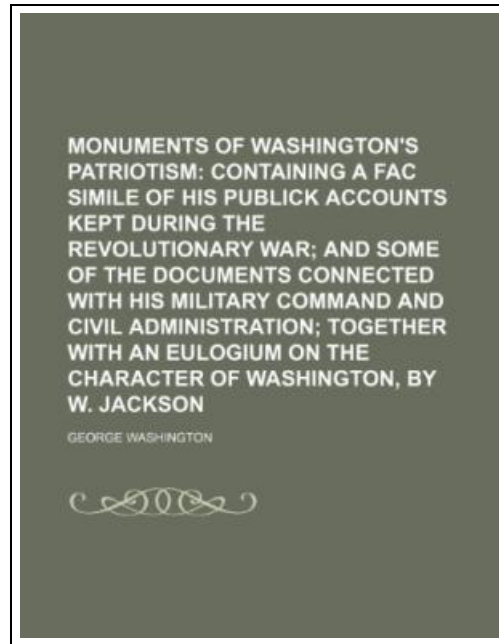 MONUMENTS OF WASHINGTON'S
PATRIOTISM: CONTAINING A FAC
SIMILE OF HIS PUBLICK ACCOUNTS
KEPT DURING THE
REVOLUTIONARY WAR; AND SOME
OF THE DOCUMENTS CONNECTED
WITH HIS MILITARY COMMAND AND
CIVIL ADMINISTRATION; TOGETHER
WITH AN EULOGIUM ON THE
CHARACTER OF WASHINGTON, BY
W. JACKSON
GEORGE WASHINGTON